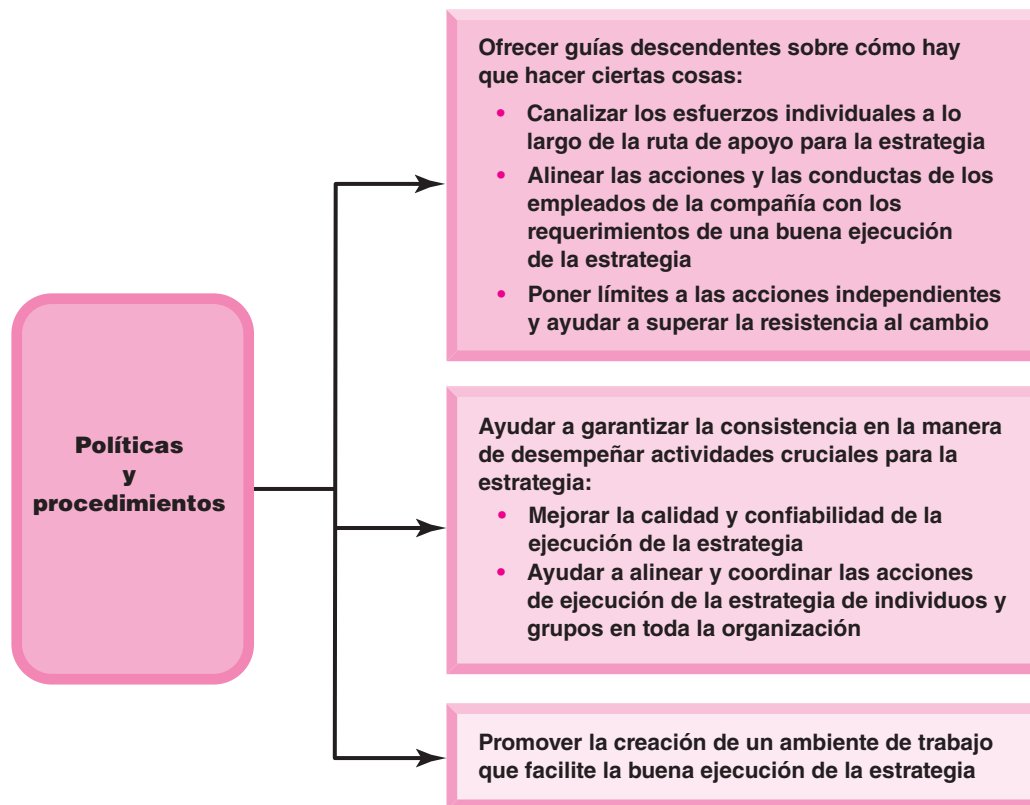 Políticas
y
procedimientos
Ofrecer guías descendentes sobre cómo hay
que hacer ciertas cosas:
• Canalizar los esfuerzos individuales a lo
largo de la ruta de apoyo para la estrategia
• Alinear las acciones y las conductas de los
empleados de la compañía con los
requerimientos de una buena ejecución
de la estrategia
• Poner límites a las acciones independientes
y ayudar a superar la resistencia al cambio
Ayudar a garantizar la consistencia en la manera
de desempeñar actividades cruciales para la
estrategia:
• Mejorar la calidad y confiabilidad de la
ejecución de la estrategia
• Ayudar a alinear y coordinar las acciones
de ejecución de la estrategia de individuos y
grupos en toda la organización
Promover la creación de un ambiente de trabajo
que facilite la buena ejecución de la estrategia